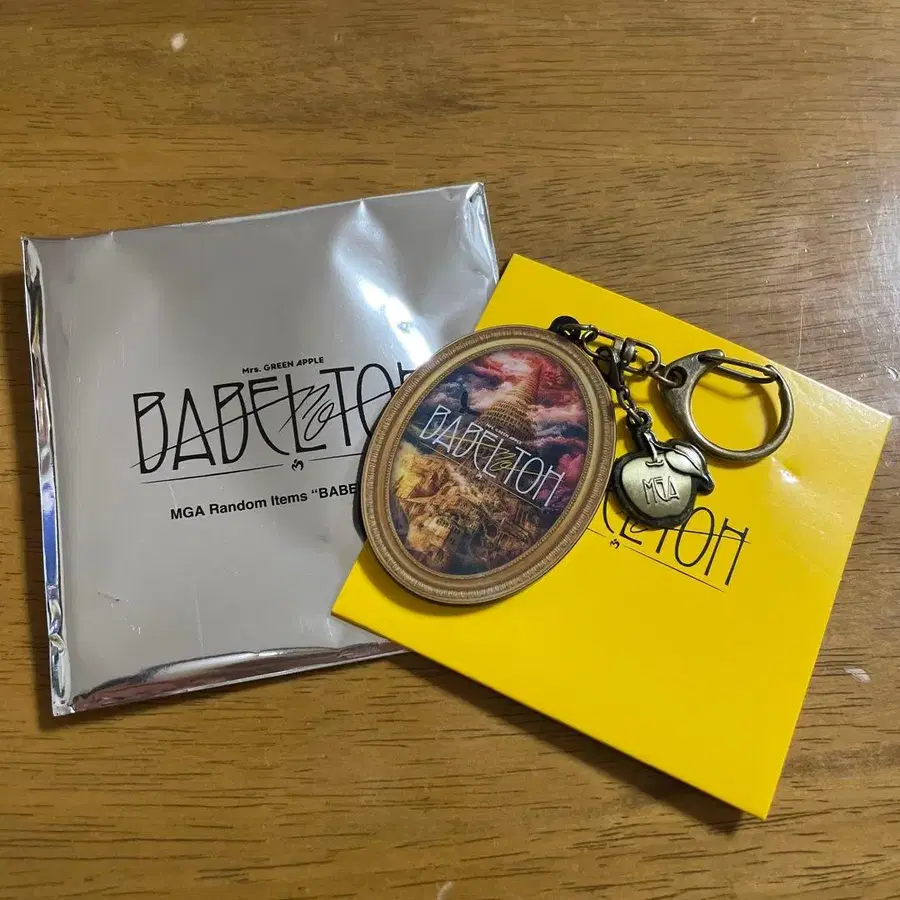 Mrs. GREEN APPLE
BABEL no TOH
MGA Random Items “BABE
BABEL no TOH
MGA
TOH